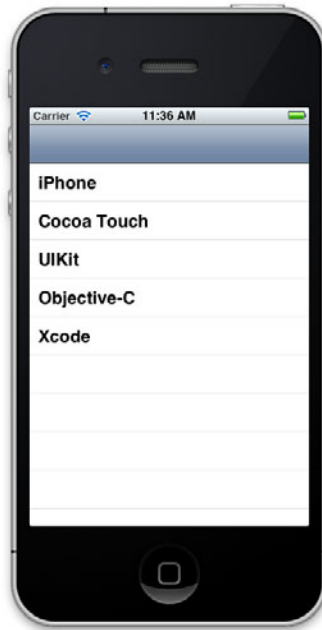 Carrier 11:36 AM
iPhone
Cocoa Touch
UIKit
Objective-C
Xcode